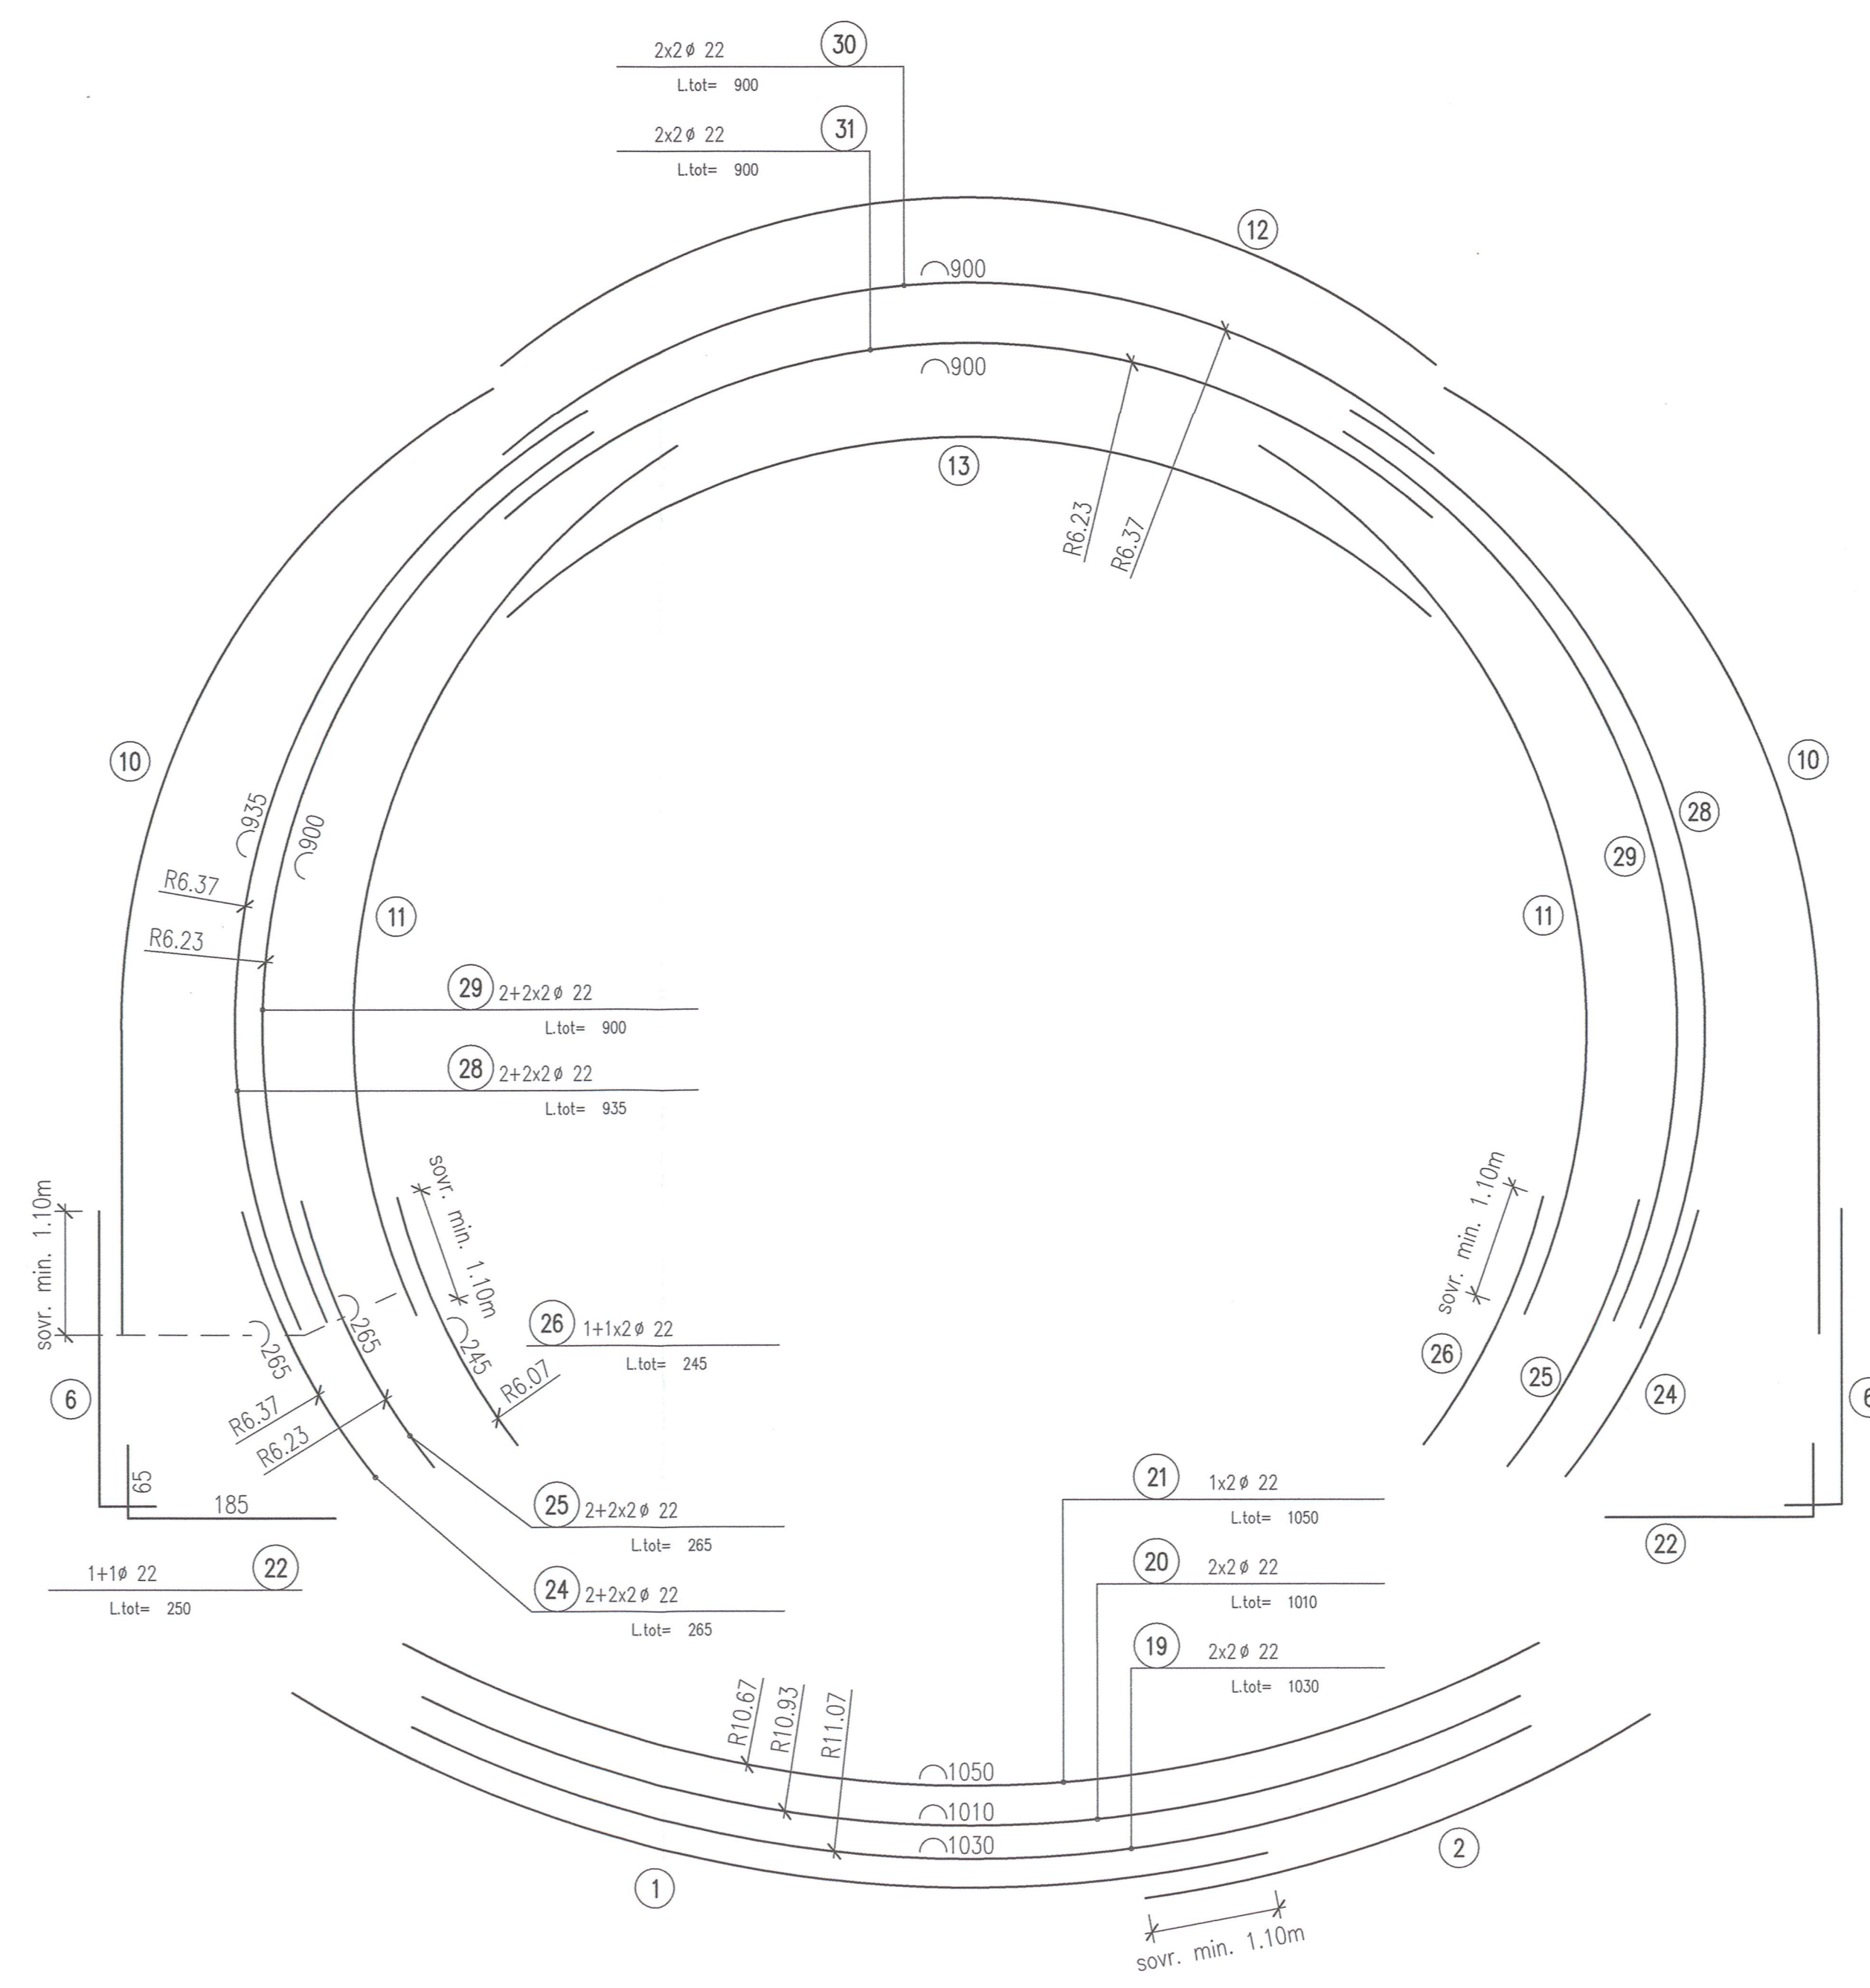 2x2ø 22 30
L.tot= 900
2x2ø 22 31
L.tot= 900
12
900
900
13
R6.23
R6.37
10
10
935
900
28
29
R6.37
R6.23
11
11
29 2+2x2ø 22
L.tot= 900
28 2+2x2ø 22
L.tot= 935
sovr. min. 1.10m
sovr. min. 1.10m
sovr. min. 1.10m
265
265
245
26 1+1x2ø 22
L.tot= 245
R6.07
26
25
24
6
6
R6.37
R6.23
65
185
22
21 1x2ø 22
L.tot= 1050
25 2+2x2ø 22
L.tot= 265
1+1ø 22 22
L.tot= 250
20 2x2ø 22
L.tot= 1010
24 2+2x2ø 22
L.tot= 265
19 2x2ø 22
L.tot= 1030
R10.67
R10.93
R11.07
1050
1010
1030
1
2
sovr. min. 1.10m